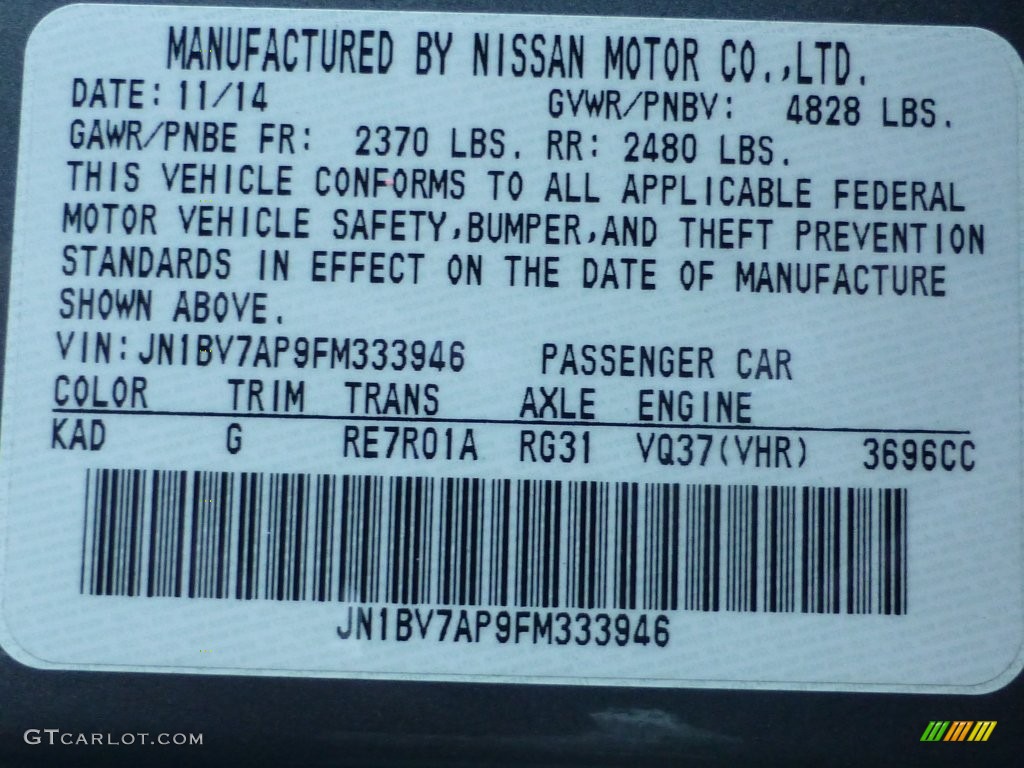 MANUFACTURED BY NISSAN MOTOR CO.,LTD.
DATE: 11/14 GVWR/PNBV: 4828 LBS.
GAWR/PNBE FR: 2370 LBS. RR: 2480 LBS.
THIS VEHICLE CONFORMS TO ALL APPLICABLE FEDERAL
MOTOR VEHICLE SAFETY,BUMPER,AND THEFT PREVENTION
STANDARDS IN EFFECT ON THE DATE OF MANUFACTURE
SHOWN ABOVE.
VIN: JN1BV7AP9FM333946 PASSENGER CAR
COLOR TRIM TRANS AXLE ENGINE
KAD G RE7R01A RG31 VQ37(VHR) 3696CC
JN1BV7AP9FM333946
GTCARLOT.COM